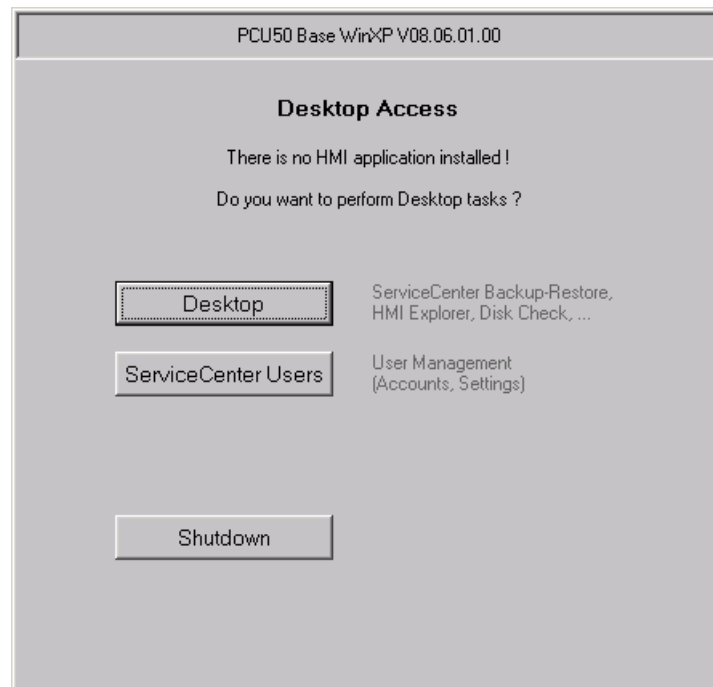 PCU50 Base WinXP V08.06.01.00
Desktop Access
There is no HMI application installed !
Do you want to perform Desktop tasks ?
Desktop
ServiceCenter Backup-Restore,
HMI Explorer, Disk Check, ...
ServiceCenter Users
User Management
(Accounts, Settings)
Shutdown